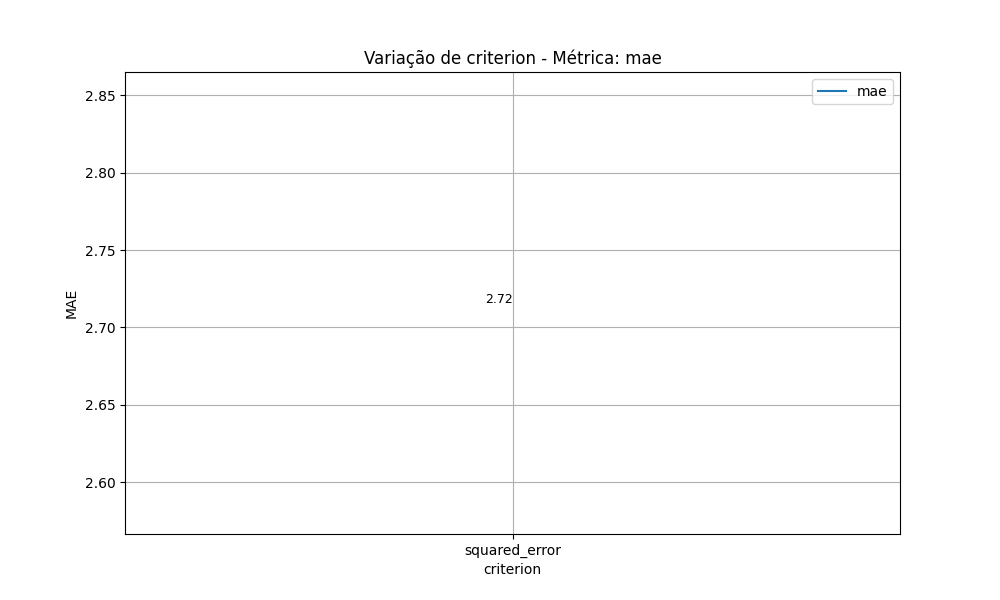 Variação de criterion - Métrica: mae
mae
2.85
2.80
2.75
2.72
2.70
2.65
2.60
MAE
squared_error
criterion